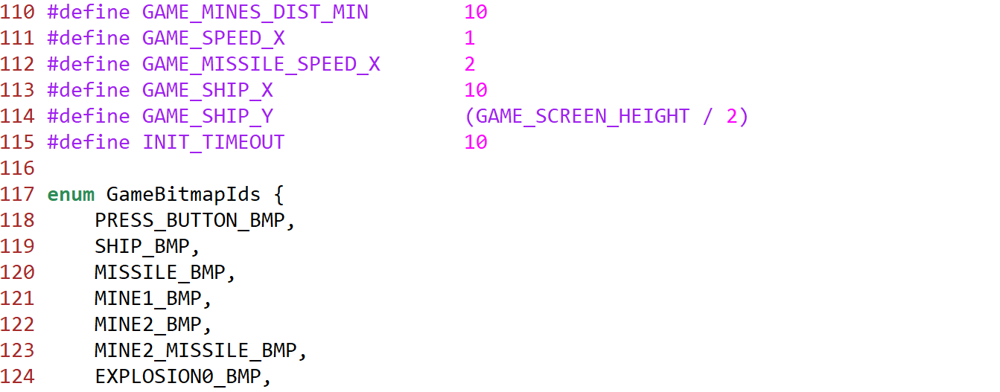 110 #define GAME_MINES_DIST_MIN        10
111 #define GAME_SPEED_X               1
112 #define GAME_MISSILE_SPEED_X       2
113 #define GAME_SHIP_X                10
114 #define GAME_SHIP_Y                (GAME_SCREEN_HEIGHT / 2)
115 #define INIT_TIMEOUT               10
116
117 enum GameBitmapIds {
118     PRESS_BUTTON_BMP,
119     SHIP_BMP,
120     MISSILE_BMP,
121     MINE1_BMP,
122     MINE2_BMP,
123     MINE2_MISSILE_BMP,
124     EXPLOSION0_BMP,